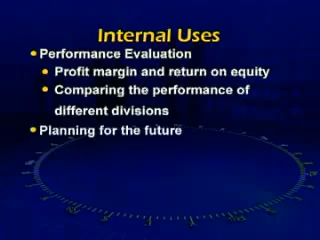 Internal Uses
Performance Evaluation
Profit margin and return on equity
Comparing the performance of
different divisions
Planning for the future